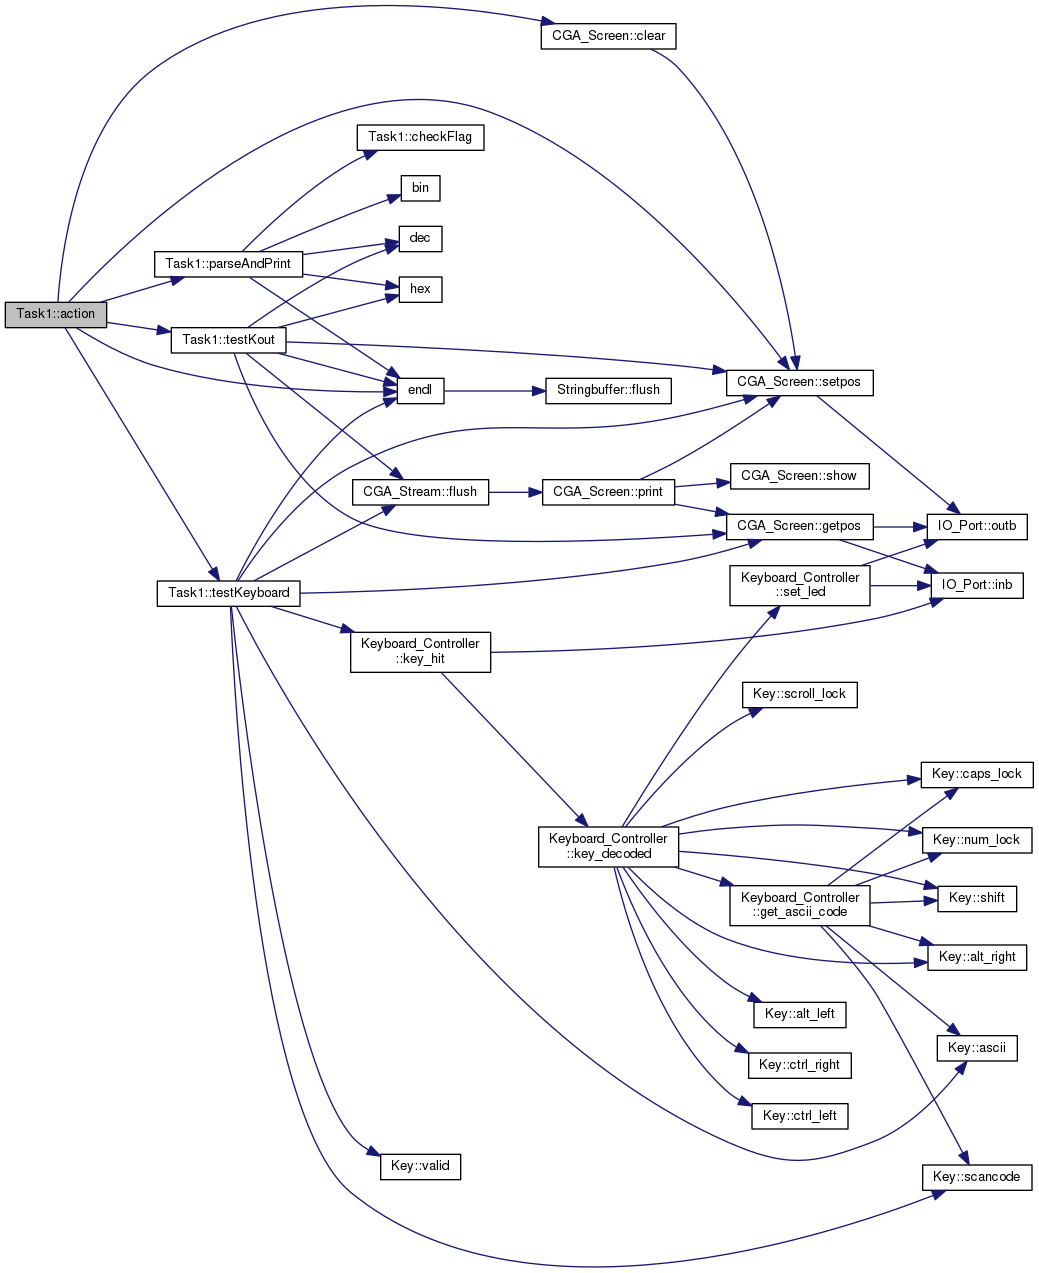 CGA_Screen::clear
Task1::checkFlag
bin
dec
Task1::parseAndPrint
hex
Task1::action
Task1::testKout
CGA_Screen::setpos
endl
Stringbuffer::flush
CGA_Screen::show
CGA_Stream::flush
CGA_Screen::print
CGA_Screen::getpos
IO_Port::outb
Keyboard_Controller
::set_led
IO_Port::inb
Task1::testKeyboard
Keyboard_Controller
::key_hit
Key::scroll_lock
Key::caps_lock
Keyboard_Controller
::key_decoded
Key::num_lock
Keyboard_Controller
::get_ascii_code
Key::shift
Key::alt_right
Key::alt_left
Key::ascii
Key::ctrl_right
Key::ctrl_left
Key::valid
Key::scancode